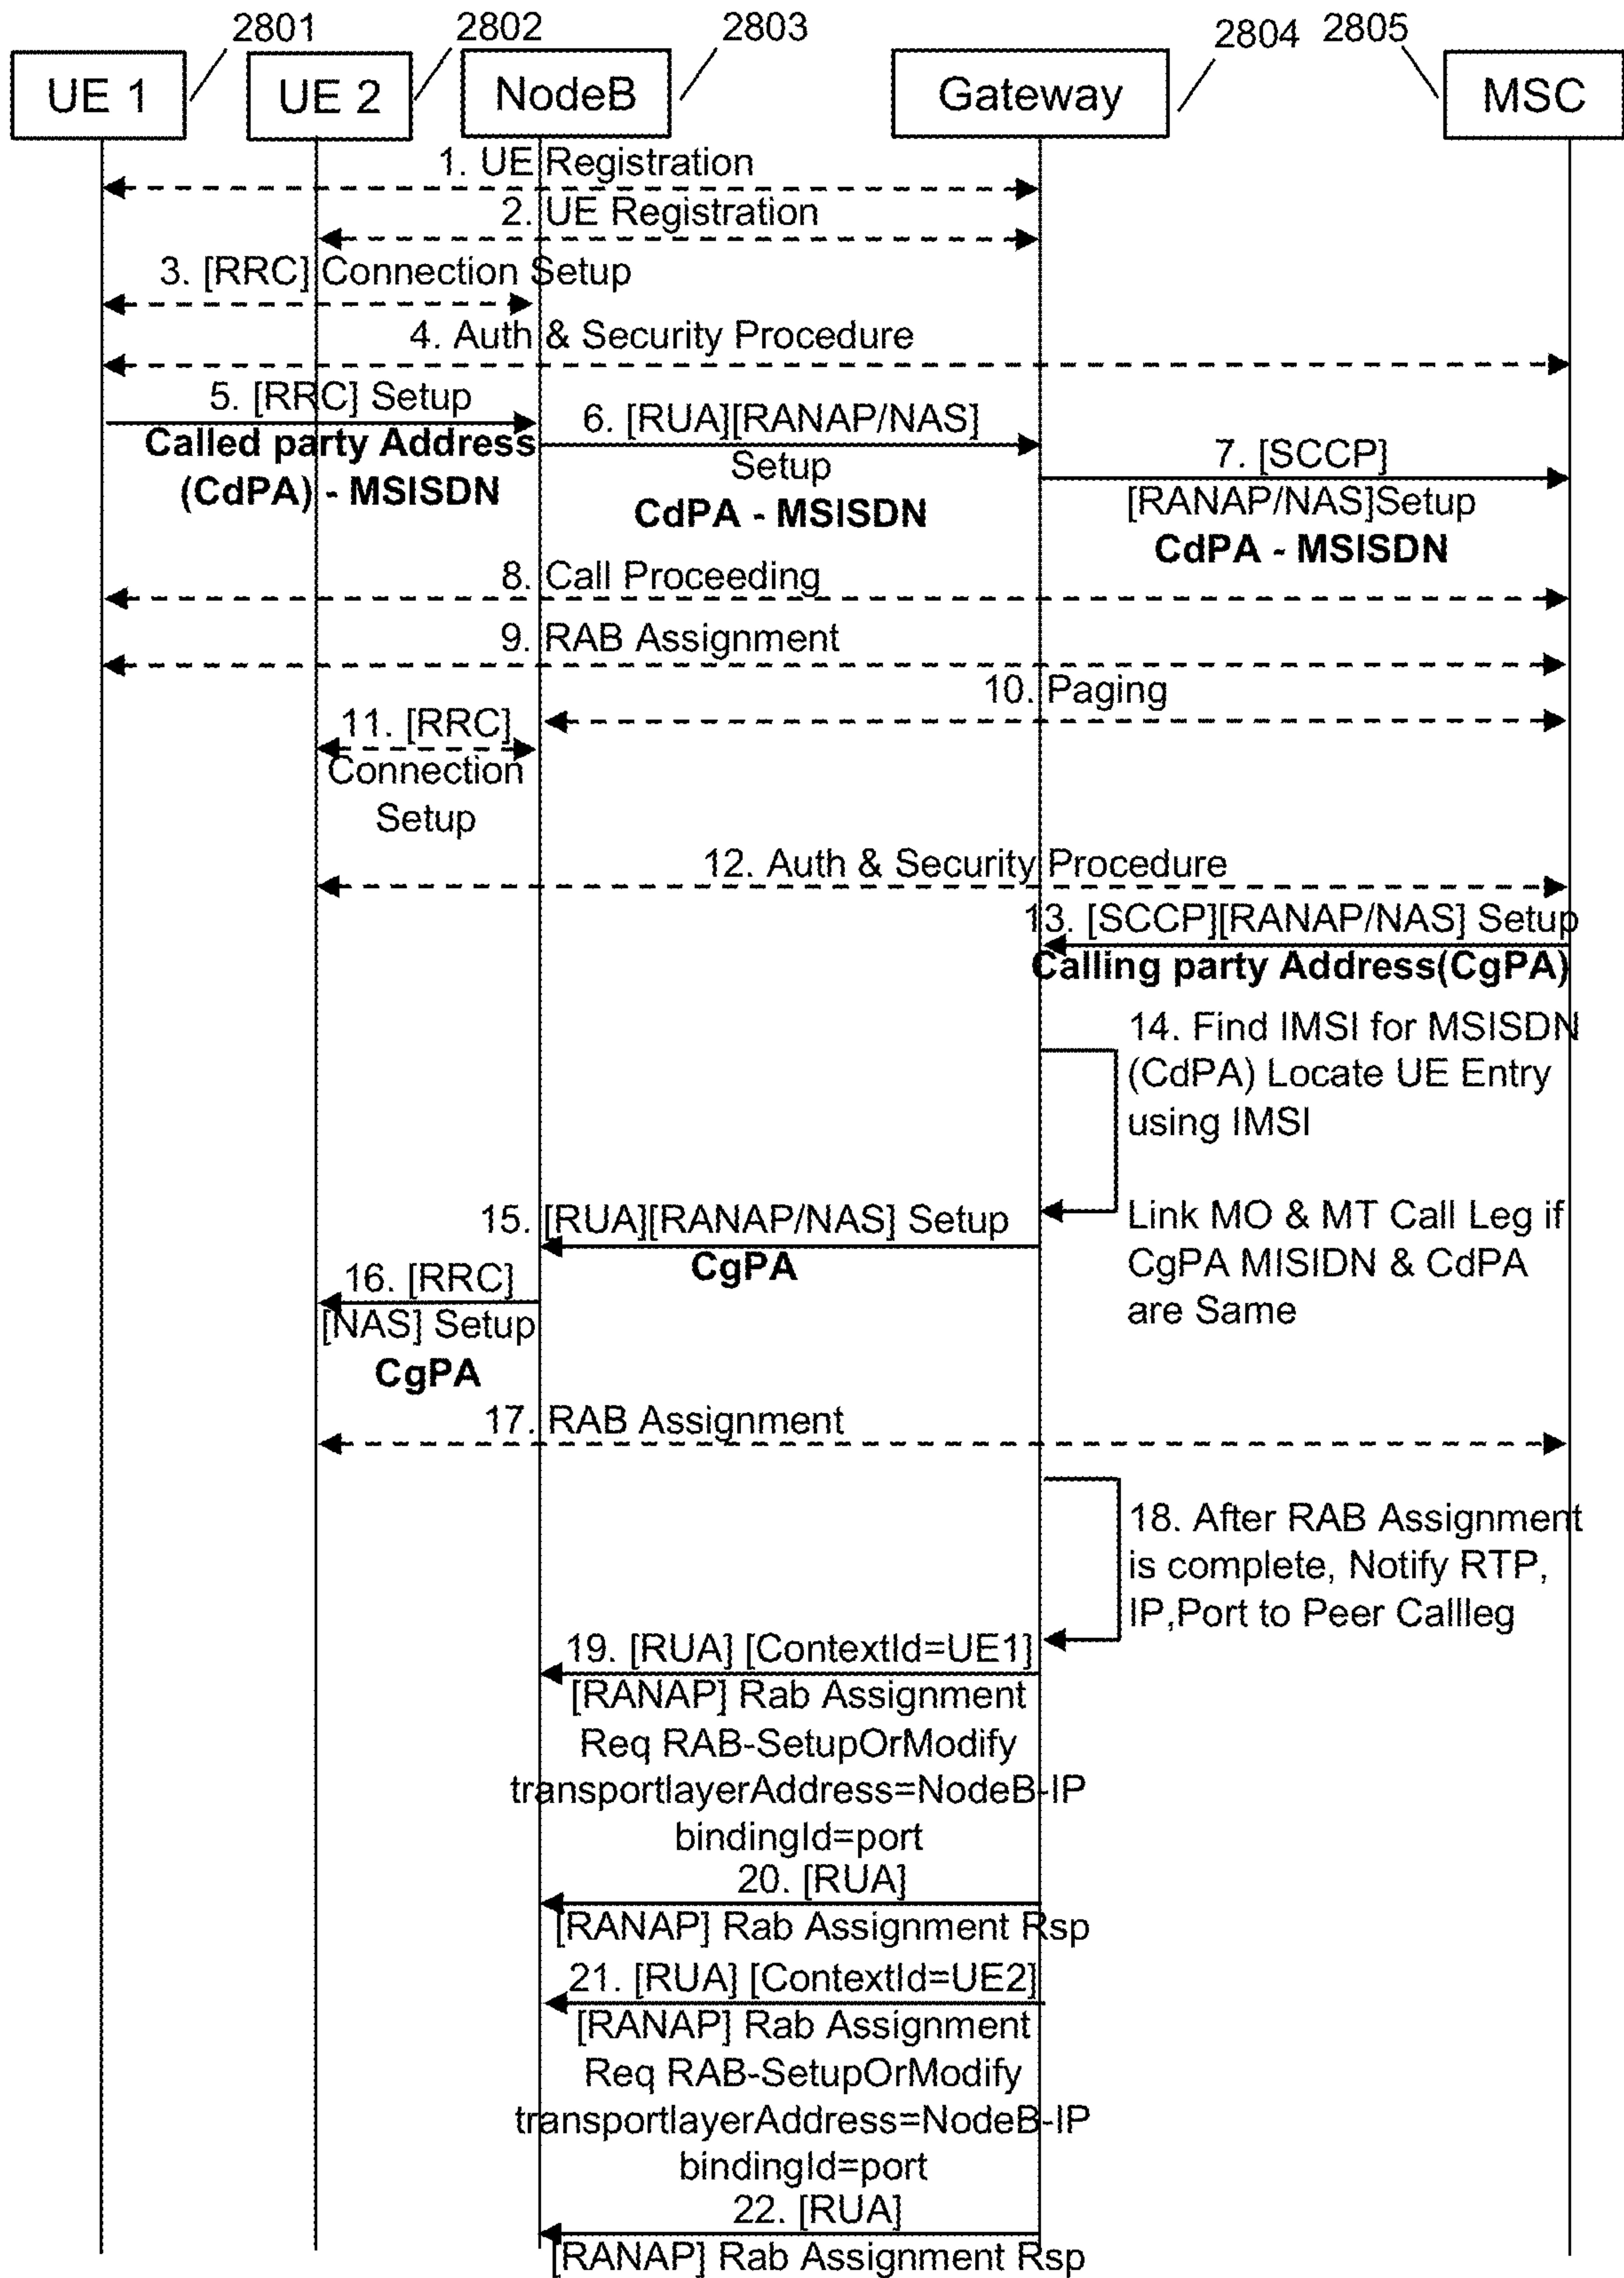 2801
2802
2803
2804
2805
UE 1
UE 2
NodeB
Gateway
MSC
1. UE Registration
2. UE Registration
3. [RRC] Connection Setup
4. Auth & Security Procedure
5. [RRC] Setup
Called party Address
(CdPA) - MSISDN
6. [RUA][RANAP/NAS]
Setup
CdPA - MSISDN
7. [SCCP]
[RANAP/NAS]Setup
CdPA - MSISDN
8. Call Proceeding
9. RAB Assignment
10. Paging
11. [RRC]
Connection
Setup
12. Auth & Security Procedure
13. [SCCP][RANAP/NAS] Setup
Calling party Address(CgPA)
14. Find IMSI for MSISDN
(CdPA) Locate UE Entry
using IMSI
Link MO & MT Call Leg if
CgPA MISIDN & CdPA
are Same
15. [RUA][RANAP/NAS] Setup
CgPA
16. [RRC]
[NAS] Setup
CgPA
17. RAB Assignment
18. After RAB Assignment
is complete, Notify RTP,
IP,Port to Peer Callleg
19. [RUA] [ContextId=UE1]
[RANAP] Rab Assignment
Req RAB-SetupOrModify
transportlayerAddress=NodeB-IP
bindingId=port
20. [RUA]
[RANAP] Rab Assignment Rsp
21. [RUA] [ContextId=UE2]
[RANAP] Rab Assignment
Req RAB-SetupOrModify
transportlayerAddress=NodeB-IP
bindingId=port
22. [RUA]
[RANAP] Rab Assignment Rsp